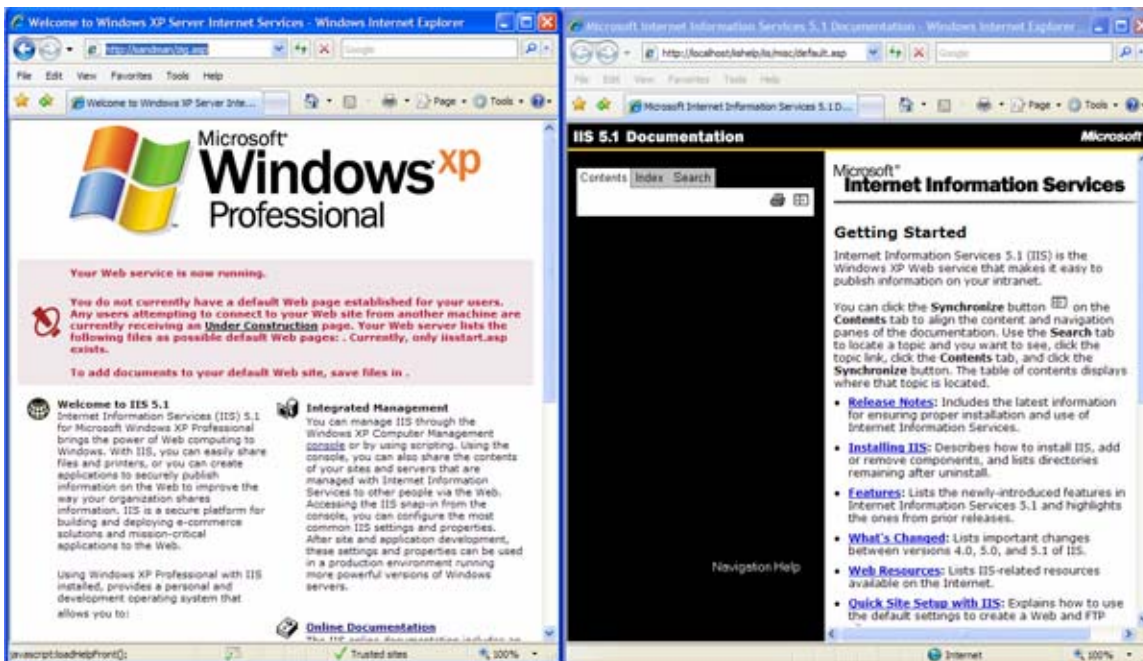 Welcome to Windows XP Server Internet Services - Windows Internet Explorer
Google
File Edit View Favorites Tools Help
Welcome to Windows XP Server Inte...
Page Tools
Microsoft
Windows xp
Professional
Your Web service is now running.
You do not currently have a default Web page established for your users.
Any users attempting to connect to your Web site from another machine are
currently receiving an Under Construction page. Your Web server lists the
following files as possible default Web pages: . Currently, only iisstart.asp
exists.
To add documents to your default Web site, save files in .
Welcome to IIS 5.1
Internet Information Services (IIS) 5.1
for Microsoft Windows XP Professional
brings the power of Web computing to
Windows. With IIS, you can easily share
files and printers, or you can create
applications to securely publish
information on the Web to improve the
way your organization shares
information. IIS is a secure platform for
building and deploying e-commerce
solutions and mission-critical
applications to the Web.
Using Windows XP Professional with IIS
installed, provides a personal and
development operating system that
allows you to:
Integrated Management
You can manage IIS through the
Windows XP Computer Management
console or by using scripting. Using the
console, you can also share the contents
of your sites and servers that are
managed with Internet Information
Services to other people via the Web.
Accessing the IIS snap-in from the
console, you can configure the most
common IIS settings and properties.
After site and application development,
these settings and properties can be used
in a production environment running
more powerful versions of Windows
servers.
Online Documentation
The IIS online documentation includes an
javascript:loadHelpFront();
Trusted sites
100%
Microsoft Internet Information Services 5.1 Documentation - Windows Internet Explorer
http://localhost/iishelp/iis/misc/default.asp
Google
File Edit View Favorites Tools Help
Microsoft Internet Information Services 5.1 D...
Page Tools
IIS 5.1 Documentation
Microsoft
Contents Index Search
Navigation Help
Microsoft
Internet Information Services
Getting Started
Internet Information Services 5.1 (IIS) is the
Windows XP Web service that makes it easy to
publish information on your intranet.
You can click the Synchronize button on the
Contents tab to align the content and navigation
panes of the documentation. Use the Search tab
to locate a topic and you want to see, click the
topic link, click the Contents tab, and click the
Synchronize button. The table of contents displays
where that topic is located.
• Release Notes: Includes the latest information
for ensuring proper installation and use of
Internet Information Services.
• Installing IIS: Describes how to install IIS, add
or remove components, and lists directories
remaining after uninstall.
• Features: Lists the newly-introduced features in
Internet Information Services 5.1 and highlights
the ones from prior releases.
• What's Changed: Lists important changes
between versions 4.0, 5.0, and 5.1 of IIS.
• Web Resources: Lists IIS-related resources
available on the Internet.
• Quick Site Setup with IIS: Explains how to use
the default settings to create a Web and FTP
Internet
100%